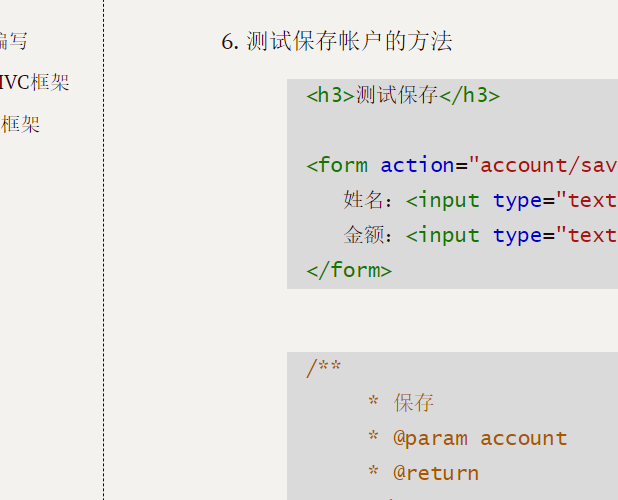 编写
MVC框架
框架
6. 测试保存帐户的方法
<h3>测试保存</h3>
<form action="account/sav
姓名：<input type="text
金额：<input type="text
</form>
/**
* 保存
* @param account
* @return